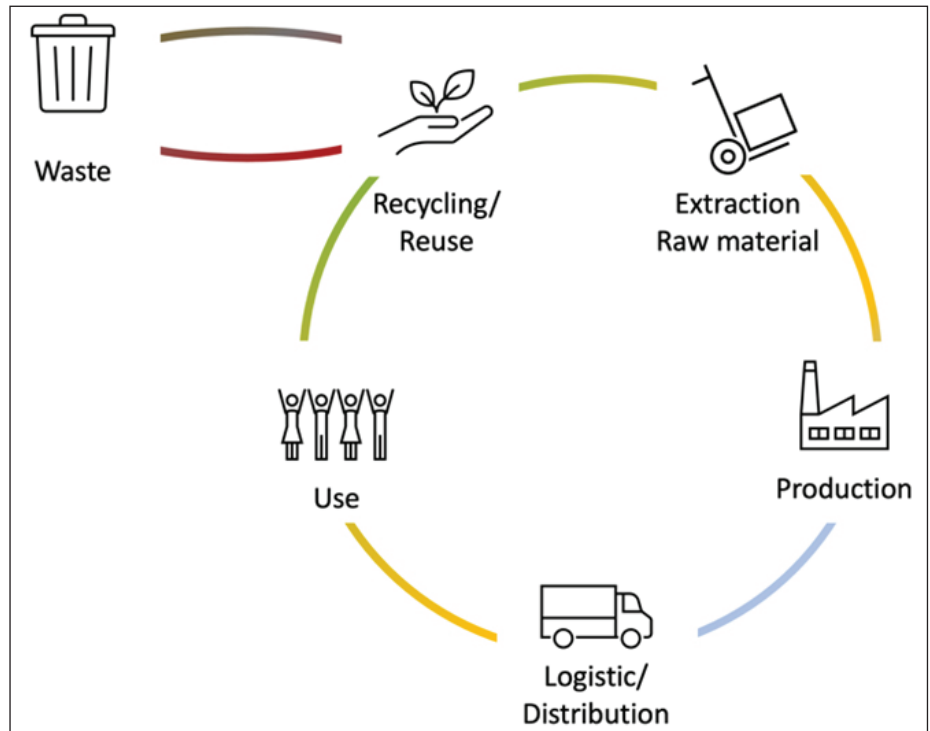 Waste
Recycling/
Reuse
Extraction
Raw material
Production
Use
Logistic/
Distribution